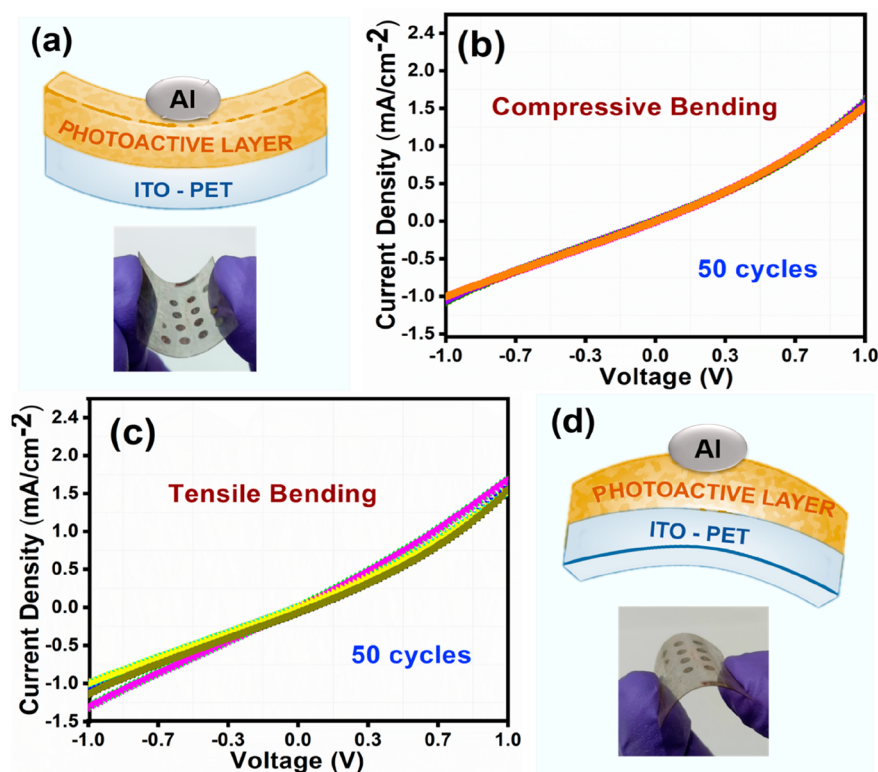 (a)
Al
PHOTOACTIVE LAYER
ITO - PET
(b)
Current Density (mA/cm-2)
2.4
2.0
1.5
1.0
0.5
0.0
-0.5
-1.0
-1.5
Compressive Bending
50 cycles
-1.0 -0.7 -0.3 0.0 0.3 0.7 1.0
Voltage (V)
(c)
Current Density (mA/cm-2)
2.4
2.0
1.5
1.0
0.5
0.0
-0.5
-1.0
-1.5
Tensile Bending
50 cycles
-1.0 -0.7 -0.3 0.0 0.3 0.7 1.0
Voltage (V)
(d)
Al
PHOTOACTIVE LAYER
ITO - PET